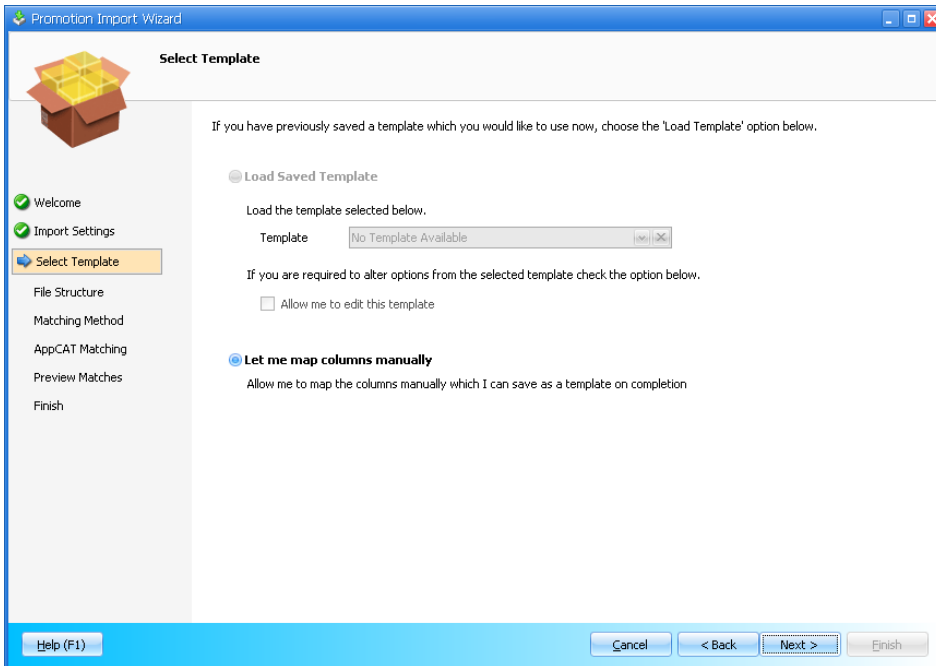 Promotion Import Wizard
Select Template
If you have previously saved a template which you would like to use now, choose the 'Load Template' option below.
Load Saved Template
Load the template selected below.
Template No Template Available
If you are required to alter options from the selected template check the option below.
Allow me to edit this template
Let me map columns manually
Allow me to map the columns manually which I can save as a template on completion
Welcome
Import Settings
Select Template
File Structure
Matching Method
AppCAT Matching
Preview Matches
Finish
Help (F1) Cancel < Back Next > Finish